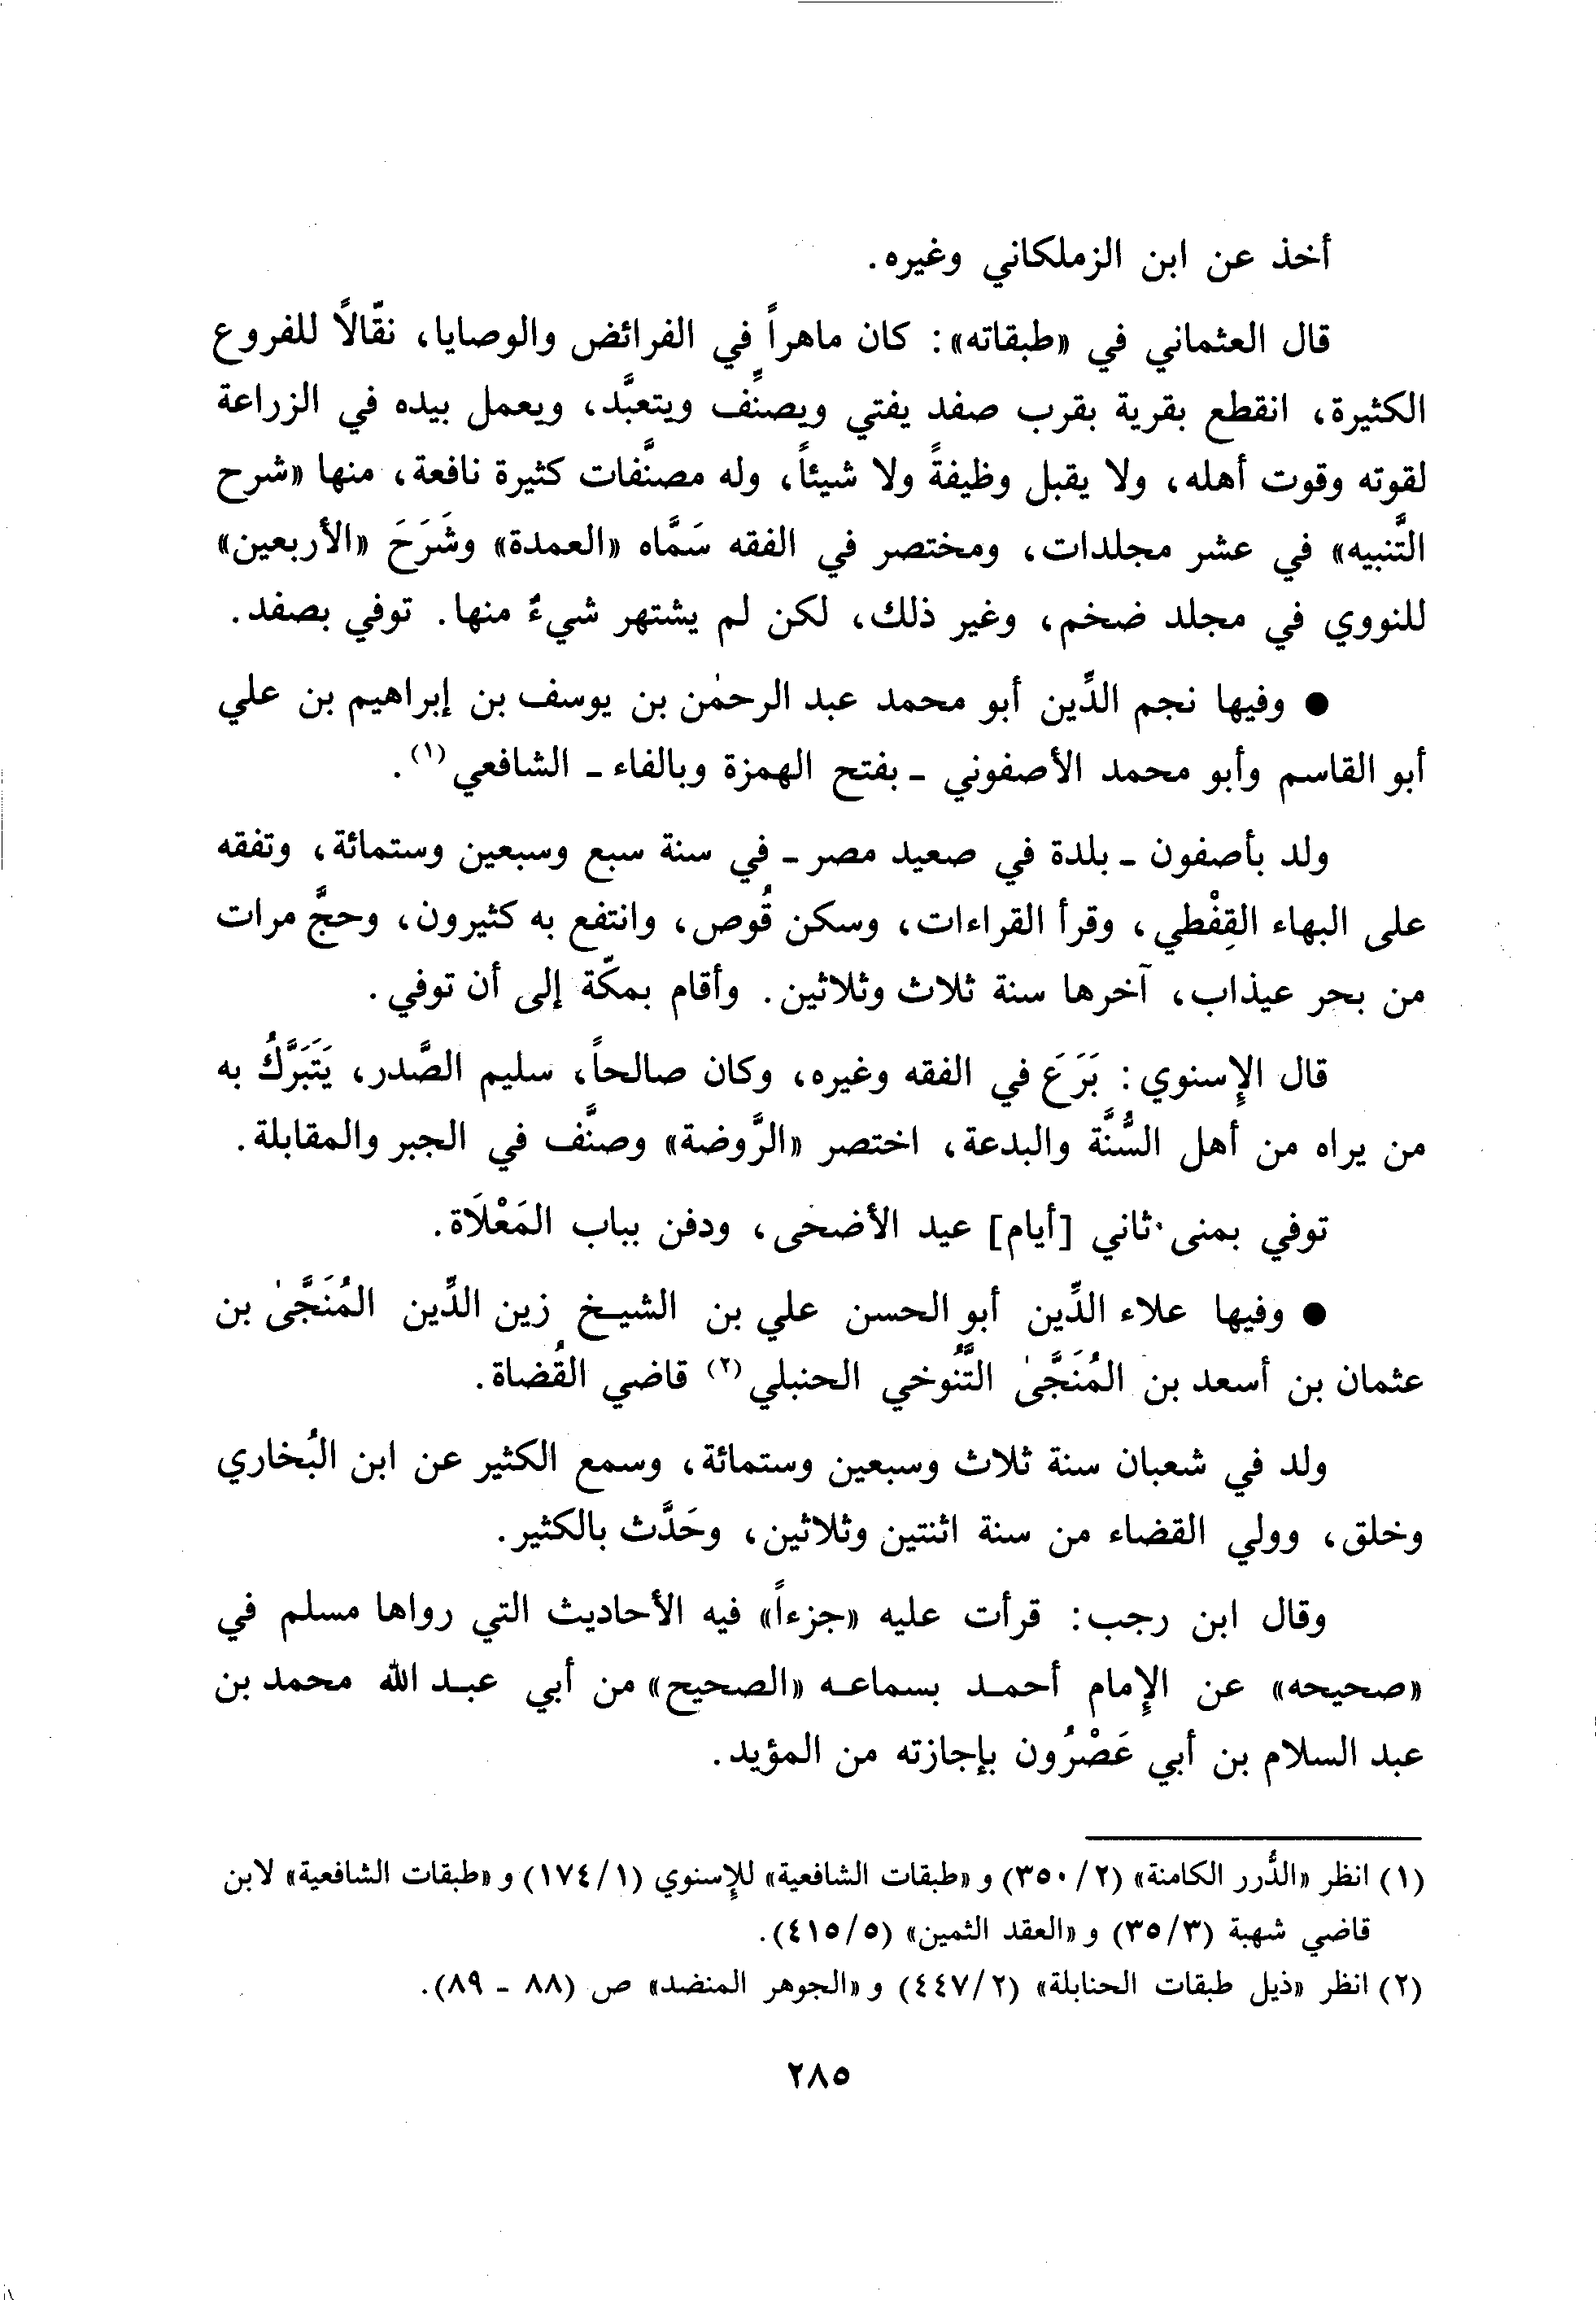 أخذ عن ابن الزملكاني وغيره.
قال العثماني في «طبقاته»: كان ماهراً في الفرائض والوصايا، نقّالاً للفروع
الكثيرة، انقطع بقرية بقرب صفد يفتي ويصنِّف ويتعبَّد، ويعمل بيده في الزراعة
لقوته وقوت أهله، ولا يقبل وظيفةً ولا شيئاً، وله مصنَّفات كثيرة نافعة، منها «شرح
التَّنبيه» في عشر مجلدات، ومختصر في الفقه سَمَّاه «العمدة» وشَرَحَ «الأربعين»
للنووي في مجلد ضخم، وغير ذلك، لكن لم يشتهر شيءٌ منها. توفي بصفد.
● وفيها نجم الدِّين أبو محمد عبد الرحمٰن بن يوسف بن إبراهيم بن علي
أبو القاسم وأبو محمد الأصفوني ـ بفتح الهمزة وبالفاء ـ الشافعي(١).
ولد بأصفون ـ بلدة في صعيد مصر ـ في سنة سبع وسبعين وستمائة، وتفقه
على البهاء القِفْطي، وقرأ القراءات، وسكن قُوص، وانتفع به كثيرون، وحجَّ مرات
من بحر عيذاب، آخرها سنة ثلاث وثلاثين. وأقام بمكّة إلى أن توفي.
قال الإسنوي: بَرَعَ في الفقه وغيره، وكان صالحاً، سليم الصَّدر، يَتَبَرَّكُ به
من يراه من أهل السُّنَّة والبدعة، اختصر «الرَّوضة» وصنَّف في الجبر والمقابلة.
توفي بمنى ثاني [أيام] عيد الأضحى، ودفن بباب المَعْلَاة.
● وفيها علاء الدِّين أبو الحسن علي بن الشيخ زين الدِّين المُنَجَّىٰ بن
عثمان بن أسعد بن المُنَجَّىٰ التَّنُوخي الحنبلي(٢) قاضي القُضاة.
ولد في شعبان سنة ثلاث وسبعين وستمائة، وسمع الكثير عن ابن البُخاري
وخلق، وولي القضاء من سنة اثنتين وثلاثين، وحَدَّث بالكثير.
وقال ابن رجب: قرأت عليه «جزءاً» فيه الأحاديث التي رواها مسلم في
«صحيحه» عن الإمام أحمد بسماعه «الصحيح» من أبي عبد الله محمد بن
عبد السلام بن أبي عَصْرُون بإجازته من المؤيد.
(١) انظر «الدُّرر الكامنة» (٣٥٠/٢) و«طبقات الشافعية» للإسنوي (١٧٤/١) و«طبقات الشافعية» لابن
قاضي شهبة (٣٥/٣) و«العقد الثمين» (٤١٥/٥).
(٢) انظر «ذيل طبقات الحنابلة» (٤٤٧/٢) و«الجوهر المنضد» ص (٨٨ - ٨٩).
٢٨٥